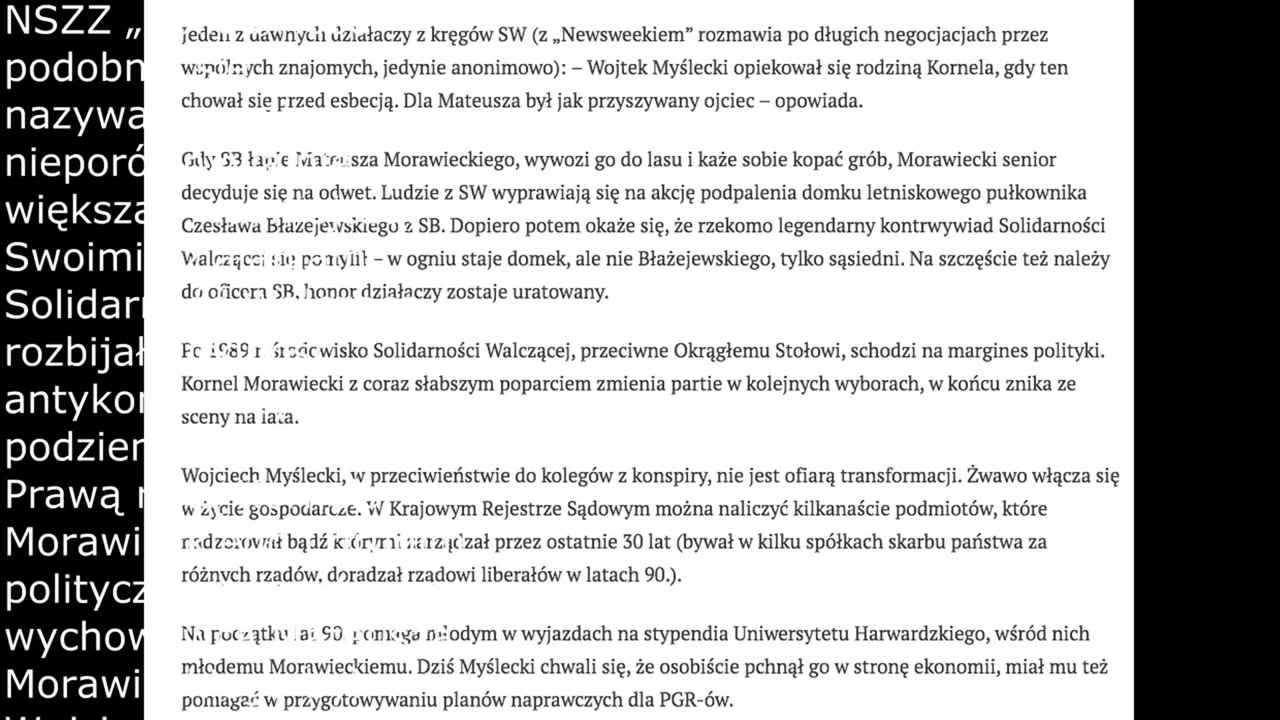 NSZZ „
podobn
nazywa
nieporó
większa
Swoimi
Solidarn
rozbijał
antykon
podzien
Prawą r
Morawi
politycz
wychow
Morawi
Jeden z dawnych działaczy z kręgów SW (z „Newsweekiem” rozmawia po długich negocjacjach przez
wspólnych znajomych, jedynie anonimowo): – Wojtek Myślecki opiekował się rodziną Kornela, gdy ten
chował się przed esbecją. Dla Mateusza był jak przyszywany ojciec – opowiada.
Gdy SB łapie Mateusza Morawieckiego, wywozi go do lasu i każe sobie kopać grób, Morawiecki senior
decyduje się na odwet. Ludzie z SW wyprawiają się na akcję podpalenia domku letniskowego pułkownika
Czesława Błażejewskiego z SB. Dopiero potem okaże się, że rzekomo legendarny kontrwywiad Solidarności
Walczącej się pomylił – w ogniu staje domek, ale nie Błażejewskiego, tylko sąsiedni. Na szczęście też należy
do oficera SB, honor działaczy zostaje uratowany.
Po 1989 r. środowisko Solidarności Walczącej, przeciwne Okrągłemu Stołowi, schodzi na margines polityki.
Kornel Morawiecki z coraz słabszym poparciem zmienia partie w kolejnych wyborach, w końcu znika ze
sceny na lata.
Wojciech Myślecki, w przeciwieństwie do kolegów z konspiry, nie jest ofiarą transformacji. Żwawo włącza się
w życie gospodarcze. W Krajowym Rejestrze Sądowym można naliczyć kilkanaście podmiotów, które
nadzorował bądź którymi zarządzał przez ostatnie 30 lat (bywał w kilku spółkach skarbu państwa za
różnych rządów, doradzał rządowi liberałów w latach 90.).
Na początku lat 90. pomaga młodym w wyjazdach na stypendia Uniwersytetu Harwardzkiego, wśród nich
młodemu Morawieckiemu. Dziś Myślecki chwali się, że osobiście pchnął go w stronę ekonomii, miał mu też
pomagać w przygotowywaniu planów naprawczych dla PGR-ów.